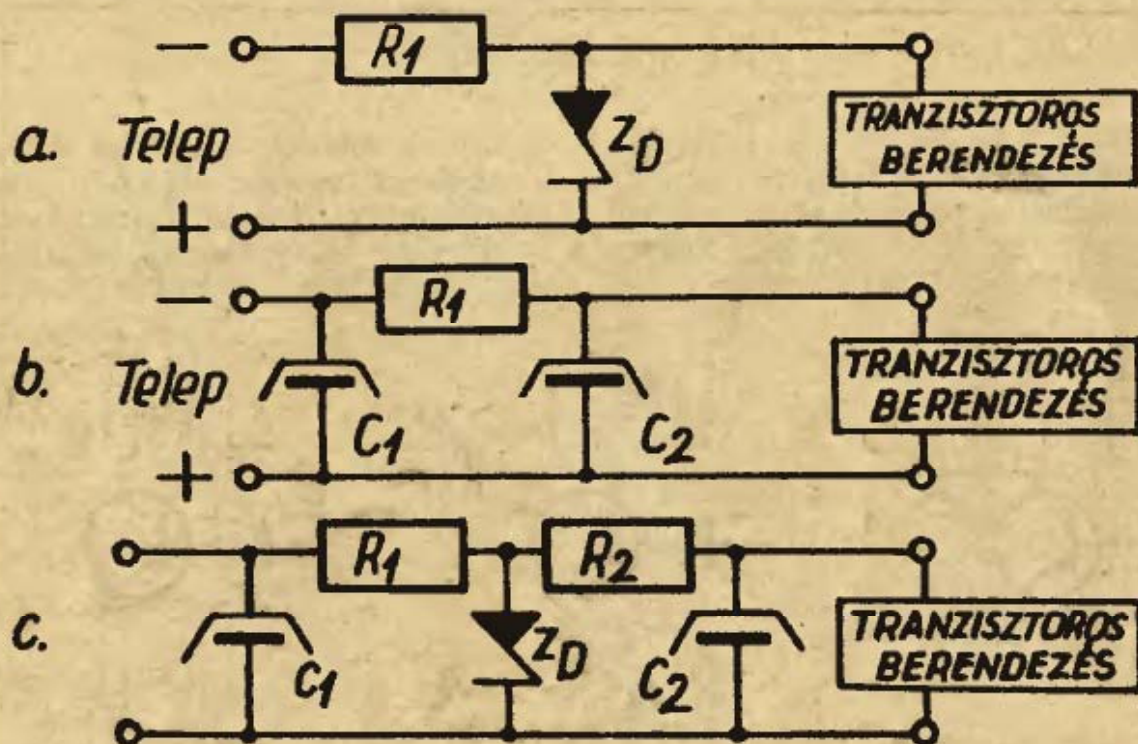 − R1
a. Telep ZD TRANZISZTOROS
BERENDEZÉS
+
− R1
b. Telep C1 C2 TRANZISZTOROS
BERENDEZÉS
+
R1 R2
c. C1 ZD C2 TRANZISZTOROS
BERENDEZÉS